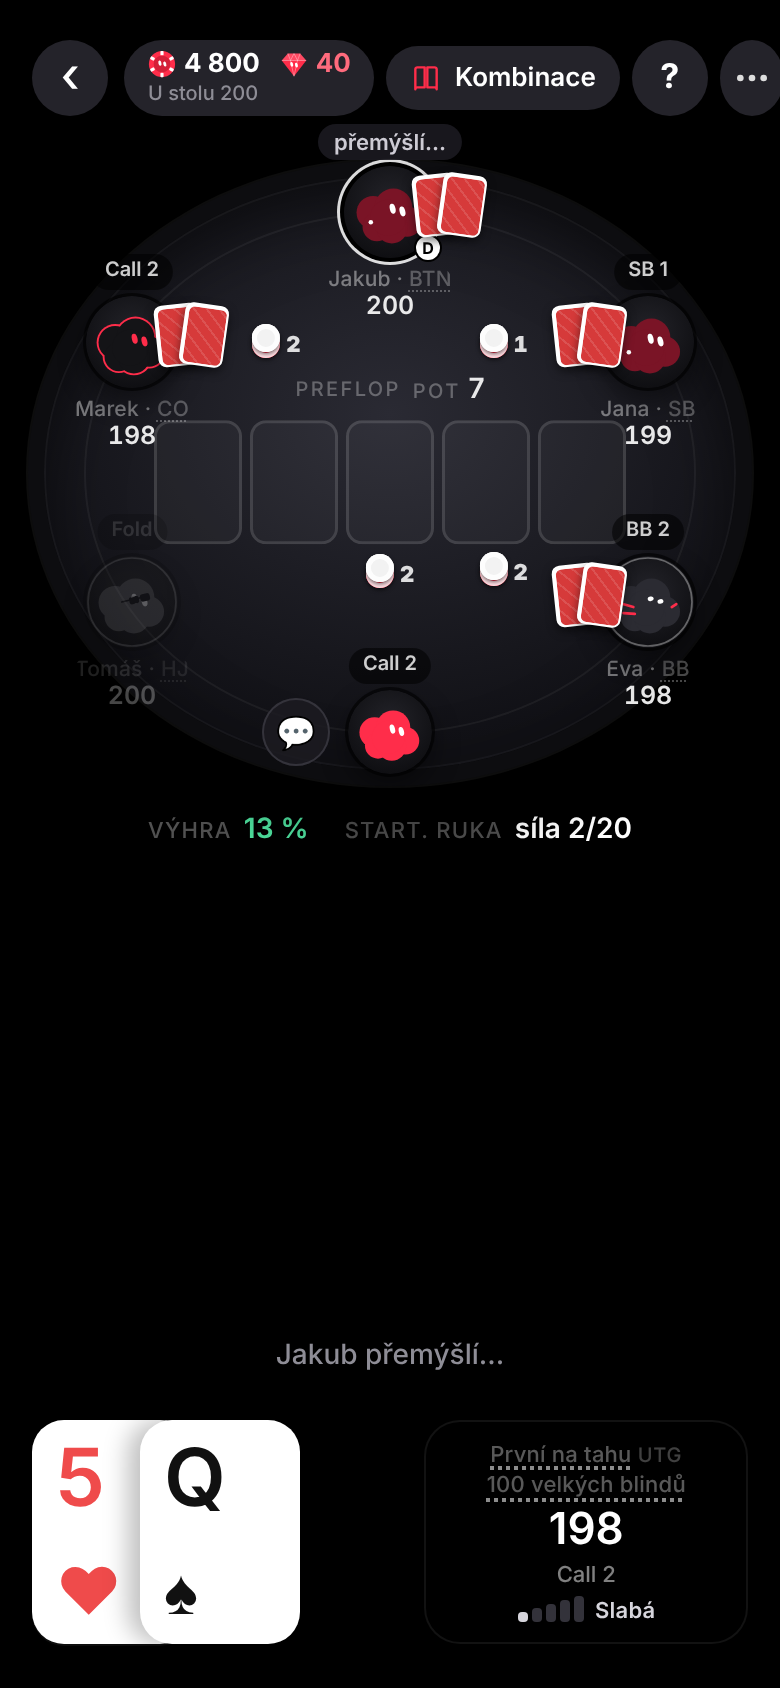 4 800 40
U stolu 200
Kombinace
?
přemýšlí…
D
Jakub · BTN
200
Call 2
SB 1
2
1
Marek · CO
198
Jana · SB
199
PREFLOP POT 7
Fold
BB 2
2
2
Tomáš · HJ
200
Eva · BB
198
Call 2
VÝHRA 13 % START. RUKA síla 2/20
Jakub přemýšlí…
5
Q
První na tahu UTG
100 velkých blindů
198
Call 2
Slabá